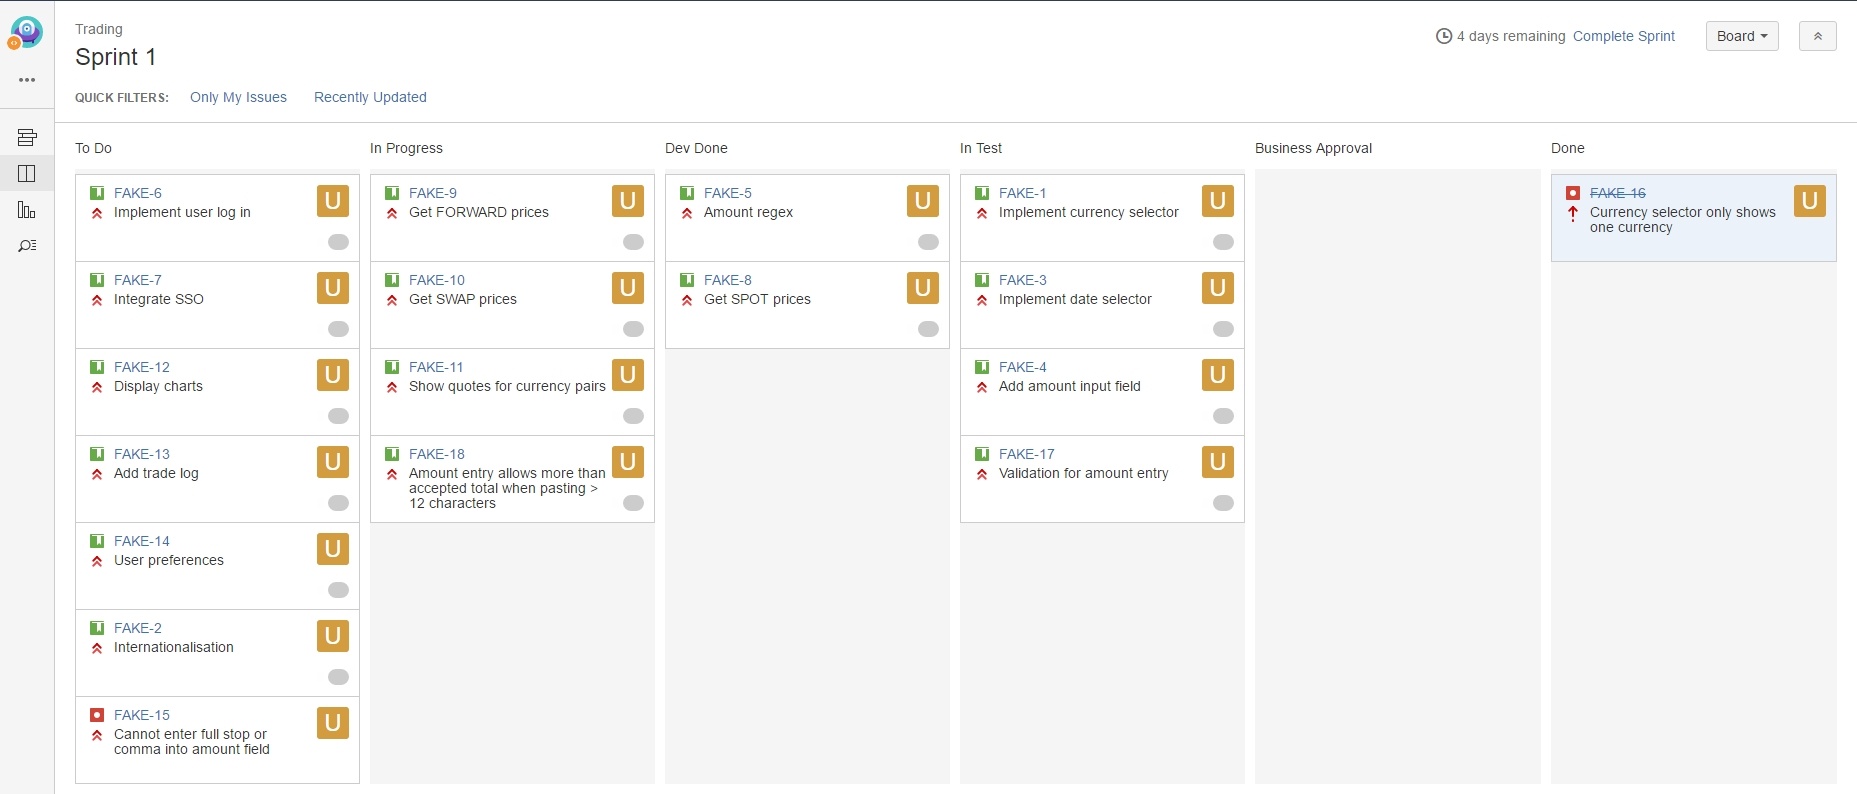 Trading
Sprint 1
4 days remaining Complete Sprint
Board
QUICK FILTERS: Only My Issues Recently Updated
To Do
FAKE-6
Implement user log in
U
FAKE-7
Integrate SSO
U
FAKE-12
Display charts
U
FAKE-13
Add trade log
U
FAKE-14
User preferences
U
FAKE-2
Internationalisation
U
FAKE-15
Cannot enter full stop or
comma into amount field
U
In Progress
FAKE-9
Get FORWARD prices
U
FAKE-10
Get SWAP prices
U
FAKE-11
Show quotes for currency pairs
U
FAKE-18
Amount entry allows more than
accepted total when pasting >
12 characters
U
Dev Done
FAKE-5
Amount regex
U
FAKE-8
Get SPOT prices
U
In Test
FAKE-1
Implement currency selector
U
FAKE-3
Implement date selector
U
FAKE-4
Add amount input field
U
FAKE-17
Validation for amount entry
U
Business Approval
Done
FAKE-16
Currency selector only shows
one currency
U